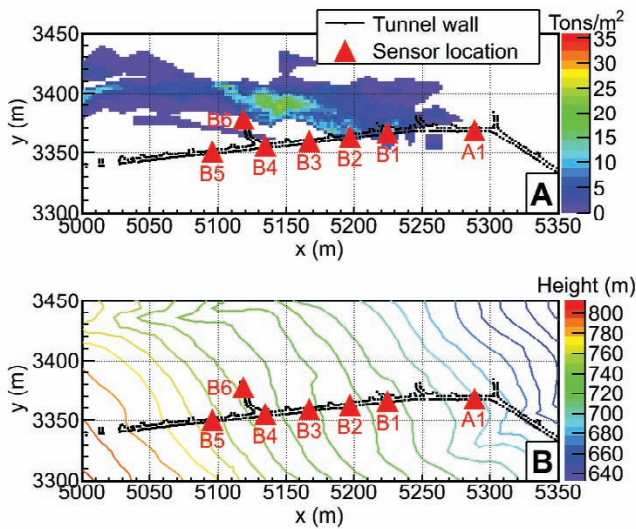 Tons/m²
Tunnel wall
Sensor location
3450
3400
3350
3300
y (m)
35
30
25
20
15
10
5
0
B6
B5
B4
B3
B2
B1
A1
A
5000 5050 5100 5150 5200 5250 5300 5350
x (m)
Height (m)
3450
3400
3350
3300
y (m)
800
780
760
740
720
700
680
660
640
B6
B5
B4
B3
B2
B1
A1
B
5000 5050 5100 5150 5200 5250 5300 5350
x (m)